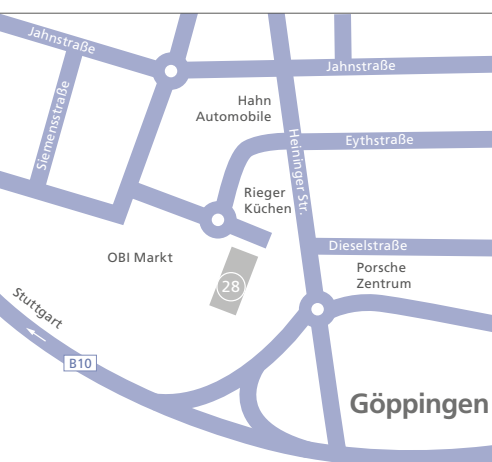 Jahnstraße
Jahnstraße
Siemensstraße
Hahn
Automobile
Eythstraße
Heininger Str.
Rieger
Küchen
OBI Markt
28
Dieselstraße
Porsche
Zentrum
Stuttgart
B10
Göppingen